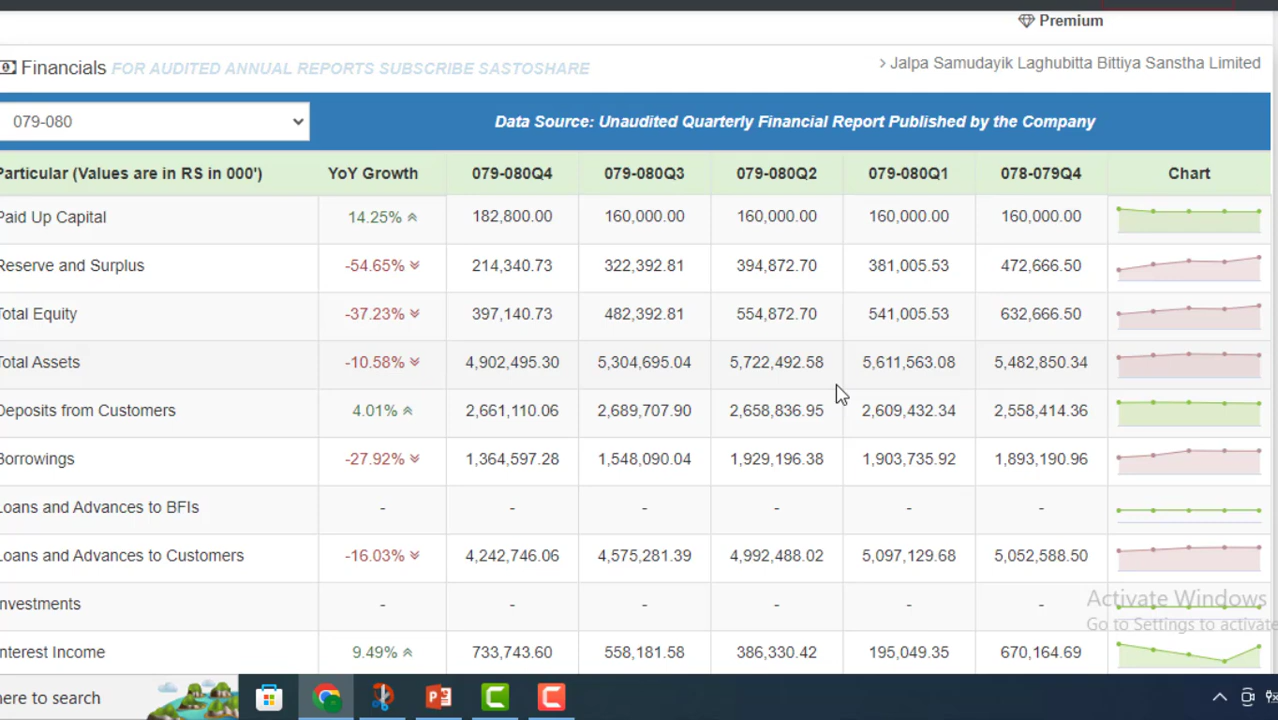 Premium
Financials FOR AUDITED ANNUAL REPORTS SUBSCRIBE SASTOSHARE
> Jalpa Samudayik Laghubitta Bittiya Sanstha Limited
079-080
Data Source: Unaudited Quarterly Financial Report Published by the Company
Particular (Values are in RS in 000') YoY Growth 079-080Q4 079-080Q3 079-080Q2 079-080Q1 078-079Q4 Chart
Paid Up Capital 14.25% 182,800.00 160,000.00 160,000.00 160,000.00 160,000.00
Reserve and Surplus -54.65% 214,340.73 322,392.81 394,872.70 381,005.53 472,666.50
Total Equity -37.23% 397,140.73 482,392.81 554,872.70 541,005.53 632,666.50
Total Assets -10.58% 4,902,495.30 5,304,695.04 5,722,492.58 5,611,563.08 5,482,850.34
Deposits from Customers 4.01% 2,661,110.06 2,689,707.90 2,658,836.95 2,609,432.34 2,558,414.36
Borrowings -27.92% 1,364,597.28 1,548,090.04 1,929,196.38 1,903,735.92 1,893,190.96
Loans and Advances to BFIs - - - - - -
Loans and Advances to Customers -16.03% 4,242,746.06 4,575,281.39 4,992,488.02 5,097,129.68 5,052,588.50
nvestments - - - - - -
Activate Windows
Go to Settings to activate
nterest Income 9.49% 733,743.60 558,181.58 386,330.42 195,049.35 670,164.69
here to search